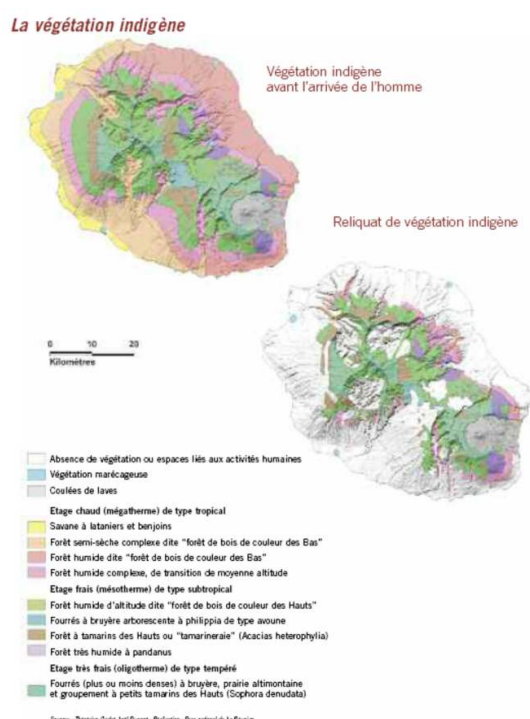 La végétation indigène
Végétation indigène
avant l'arrivée de l'homme
Reliquat de végétation indigène
0 10 20
Kilomètres
Absence de végétation ou espaces liés aux activités humaines
Végétation marécageuse
Coulées de laves
Etage chaud (mégatherme) de type tropical
Savane à lataniers et benjoins
Forêt semi-sèche complexe dite "forêt de bois de couleur des Bas"
Forêt humide dite "forêt de bois de couleur des Bas"
Forêt humide complexe, de transition de moyenne altitude
Etage frais (mésotherme) de type subtropical
Forêt humide d'altitude dite "forêt de bois de couleur des Hauts"
Fourrés à bruyère arborescente à philippia de type avoune
Forêt à tamarins des Hauts ou "tamarineraie" (Acacias heterophylia)
Forêt très humide à pandanus
Etage très frais (oligotherme) de type tempéré
Fourrés (plus ou moins denses) à bruyère, prairie altimontaine
et groupement à petits tamarins des Hauts (Sophora denudata)